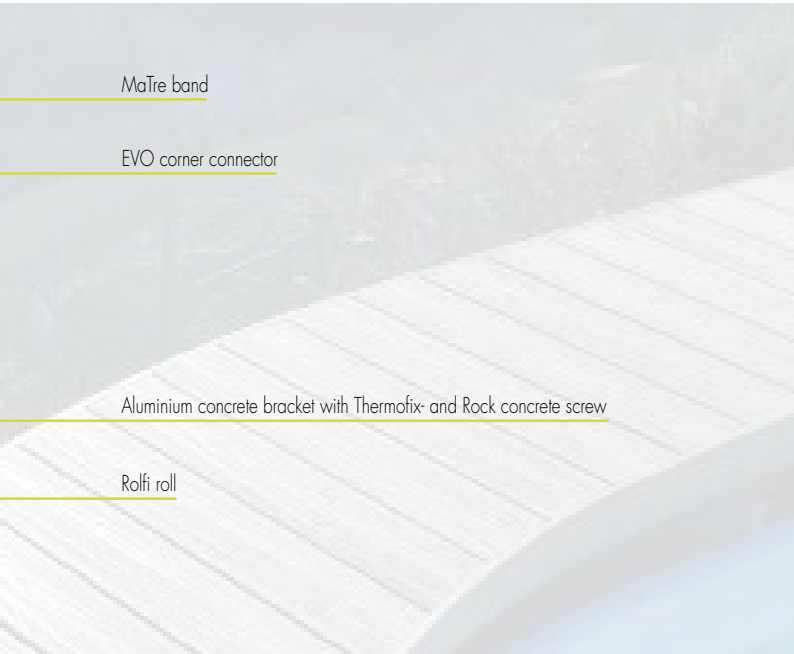 MaTre band
EVO corner connector
Aluminium concrete bracket with Thermofix- and Rock concrete screw
Rolfi roll